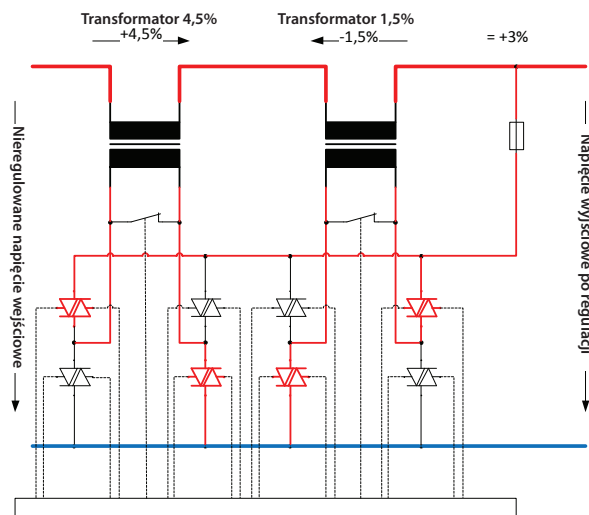 Transformator 4,5%
+4,5%
Transformator 1,5%
-1,5%
= +3%
Nieregulowane napięcie wejściowe
Napięcie wyjściowe po regulacji